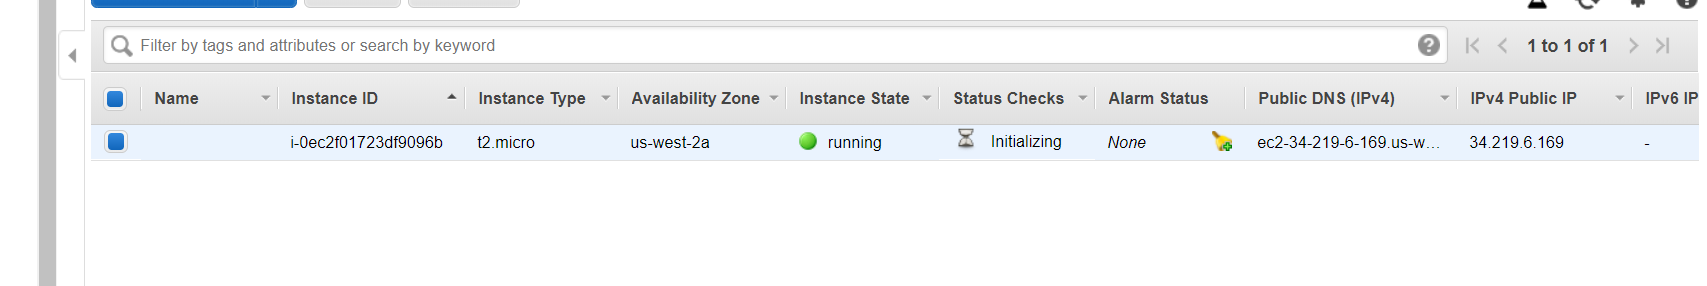 Filter by tags and attributes or search by keyword
1 to 1 of 1
Name Instance ID Instance Type Availability Zone Instance State Status Checks Alarm Status Public DNS (IPv4) IPv4 Public IP IPv6 IP
i-0ec2f01723df9096b t2.micro us-west-2a running Initializing None ec2-34-219-6-169.us-w... 34.219.6.169 -